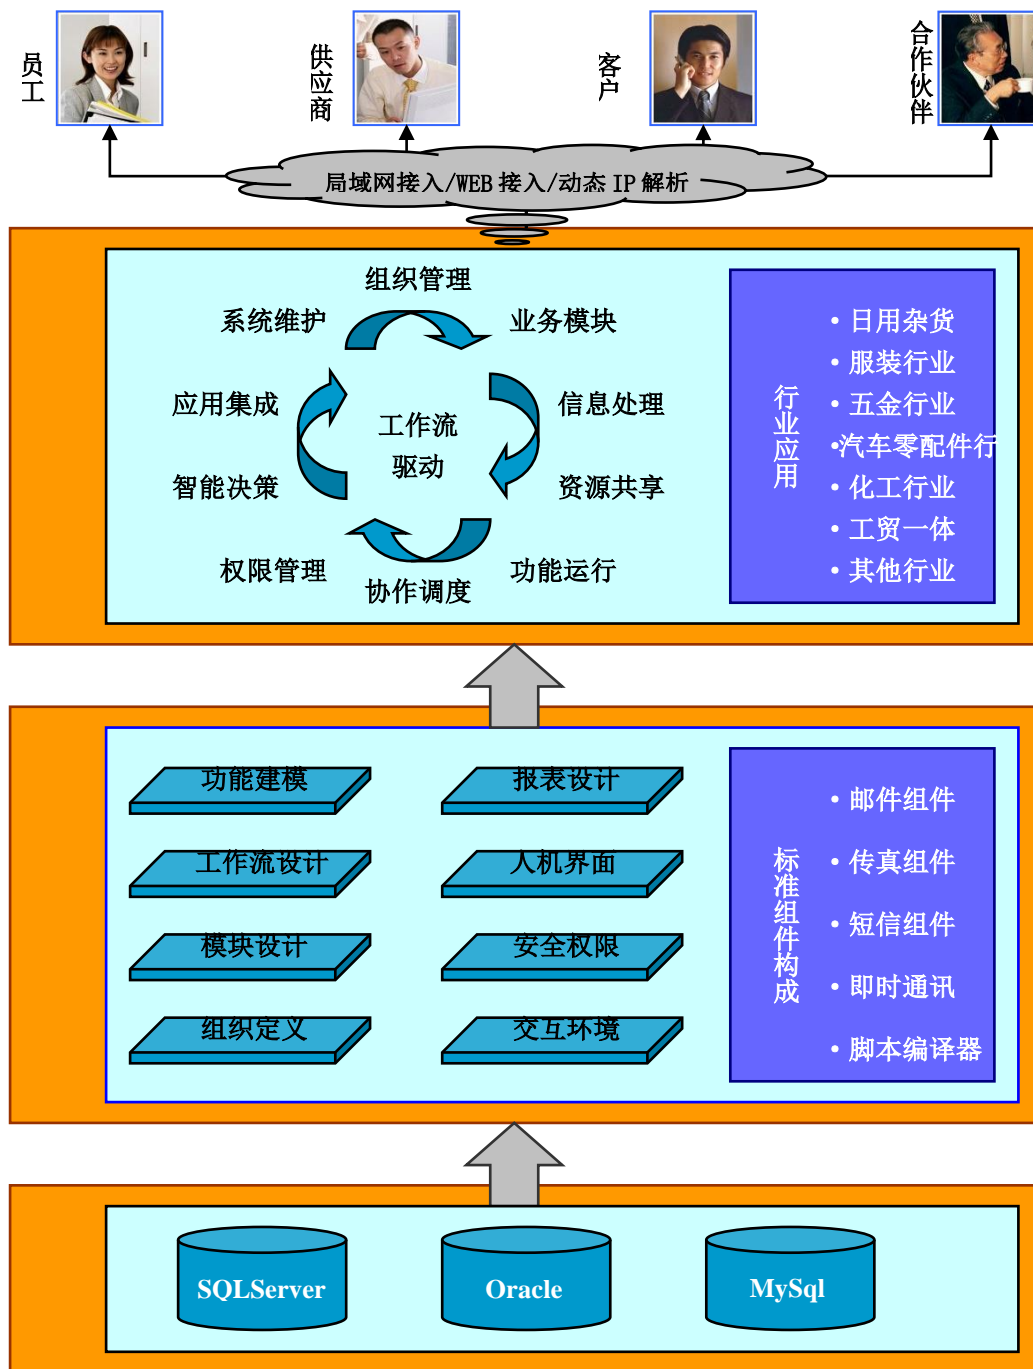 员工
供应商
客户
合作伙伴
局域网接入/WEB 接入/动态 IP 解析
组织管理
系统维护
业务模块
应用集成
信息处理
工作流
驱动
智能决策
资源共享
权限管理
功能运行
协作调度
行业应用
·日用杂货
·服装行业
·五金行业
·汽车零配件行
·化工行业
·工贸一体
·其他行业
功能建模
报表设计
工作流设计
人机界面
模块设计
安全权限
组织定义
交互环境
标准组件构成
·邮件组件
·传真组件
·短信组件
·即时通讯
·脚本编译器
SQLServer
Oracle
MySql